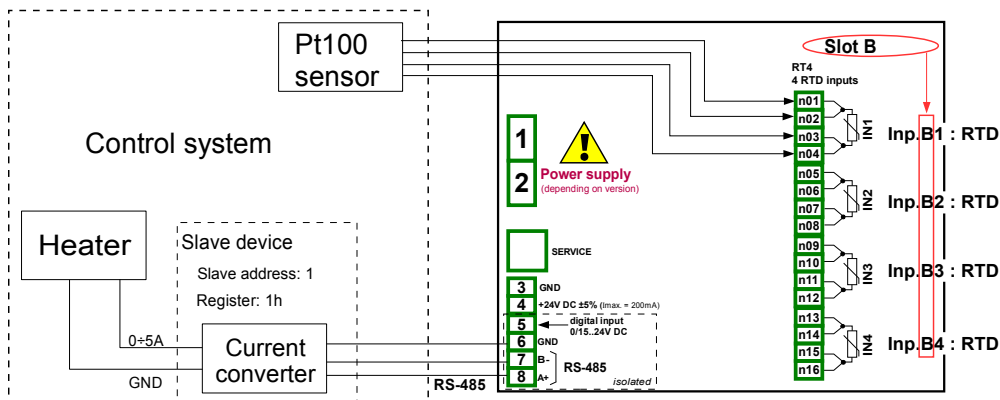 Pt100
sensor
Control system
Heater
Slave device
Slave address: 1
Register: 1h
0÷5A
GND
Current
converter
RS-485
1
2
Power supply
(depending on version)
SERVICE
3 GND
4 +24V DC ±5% (Imax. = 200mA)
5 digital input
0/15..24V DC
6 GND
7 B-
8 A+
RS-485
isolated
Slot B
RT4
4 RTD inputs
n01
n02
n03
n04
IN1
Inp.B1 : RTD
n05
n06
n07
n08
IN2
Inp.B2 : RTD
n09
n10
n11
n12
IN3
Inp.B3 : RTD
n13
n14
n15
n16
IN4
Inp.B4 : RTD